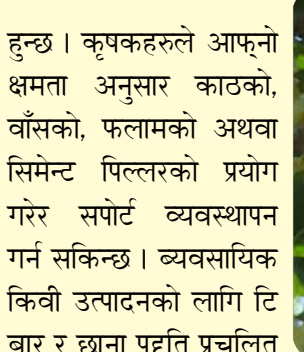 हुन्छ । कृषकहरुले आफ्नो
क्षमता अनुसार काठको,
वाँसको, फलामको अथवा
सिमेन्ट पिल्लरको प्रयोग
गरेर सपोर्ट व्यवस्थापन
गर्न सकिन्छ । ब्यवसायिक
किवी उत्पादनको लागि टि
बार र छाना पद्दति प्रचलित